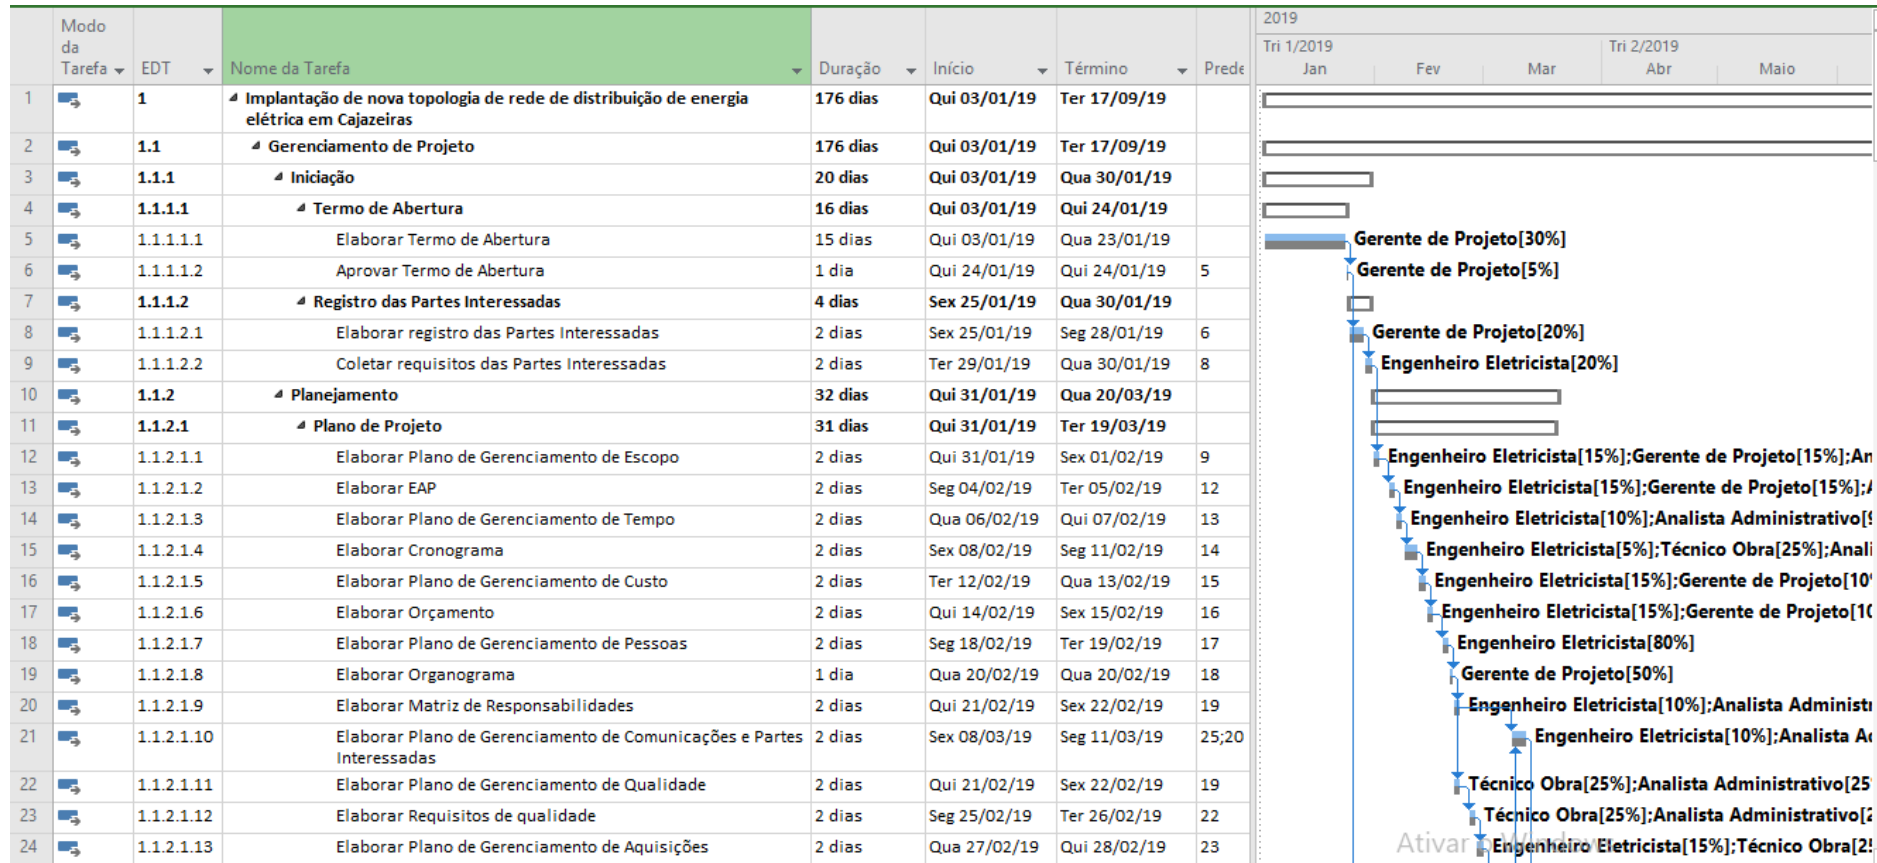 Modo da Tarefa EDT Nome da Tarefa Duração Início Término Prede
2019
Tri 1/2019 Tri 2/2019
Jan Fev Mar Abr Maio
1 1 Implantação de nova topologia de rede de distribuição de energia 176 dias Qui 03/01/19 Ter 17/09/19
elétrica em Cajazeiras
2 1.1 Gerenciamento de Projeto 176 dias Qui 03/01/19 Ter 17/09/19
3 1.1.1 Iniciação 20 dias Qui 03/01/19 Qua 30/01/19
4 1.1.1.1 Termo de Abertura 16 dias Qui 03/01/19 Qui 24/01/19
5 1.1.1.1.1 Elaborar Termo de Abertura 15 dias Qui 03/01/19 Qua 23/01/19 Gerente de Projeto[30%]
6 1.1.1.1.2 Aprovar Termo de Abertura 1 dia Qui 24/01/19 Qui 24/01/19 5 Gerente de Projeto[5%]
7 1.1.1.2 Registro das Partes Interessadas 4 dias Sex 25/01/19 Qua 30/01/19
8 1.1.1.2.1 Elaborar registro das Partes Interessadas 2 dias Sex 25/01/19 Seg 28/01/19 6 Gerente de Projeto[20%]
9 1.1.1.2.2 Coletar requisitos das Partes Interessadas 2 dias Ter 29/01/19 Qua 30/01/19 8 Engenheiro Eletricista[20%]
10 1.1.2 Planejamento 32 dias Qui 31/01/19 Qua 20/03/19
11 1.1.2.1 Plano de Projeto 31 dias Qui 31/01/19 Ter 19/03/19
12 1.1.2.1.1 Elaborar Plano de Gerenciamento de Escopo 2 dias Qui 31/01/19 Sex 01/02/19 9 Engenheiro Eletricista[15%];Gerente de Projeto[15%];An
13 1.1.2.1.2 Elaborar EAP 2 dias Seg 04/02/19 Ter 05/02/19 12 Engenheiro Eletricista[15%];Gerente de Projeto[15%];
14 1.1.2.1.3 Elaborar Plano de Gerenciamento de Tempo 2 dias Qua 06/02/19 Qui 07/02/19 13 Engenheiro Eletricista[10%];Analista Administrativo[
15 1.1.2.1.4 Elaborar Cronograma 2 dias Sex 08/02/19 Seg 11/02/19 14 Engenheiro Eletricista[5%];Técnico Obra[25%];Anali
16 1.1.2.1.5 Elaborar Plano de Gerenciamento de Custo 2 dias Ter 12/02/19 Qua 13/02/19 15 Engenheiro Eletricista[15%];Gerente de Projeto[10
17 1.1.2.1.6 Elaborar Orçamento 2 dias Qui 14/02/19 Sex 15/02/19 16 Engenheiro Eletricista[15%];Gerente de Projeto[10
18 1.1.2.1.7 Elaborar Plano de Gerenciamento de Pessoas 2 dias Seg 18/02/19 Ter 19/02/19 17 Engenheiro Eletricista[80%]
19 1.1.2.1.8 Elaborar Organograma 1 dia Qua 20/02/19 Qua 20/02/19 18 Gerente de Projeto[50%]
20 1.1.2.1.9 Elaborar Matriz de Responsabilidades 2 dias Qui 21/02/19 Sex 22/02/19 19 Engenheiro Eletricista[10%];Analista Administr
21 1.1.2.1.10 Elaborar Plano de Gerenciamento de Comunicações e Partes 2 dias Sex 08/03/19 Seg 11/03/19 25;20 Engenheiro Eletricista[10%];Analista A
Interessadas
22 1.1.2.1.11 Elaborar Plano de Gerenciamento de Qualidade 2 dias Qui 21/02/19 Sex 22/02/19 19 Técnico Obra[25%];Analista Administrativo[25
23 1.1.2.1.12 Elaborar Requisitos de qualidade 2 dias Seg 25/02/19 Ter 26/02/19 22 Técnico Obra[25%];Analista Administrativo[2
24 1.1.2.1.13 Elaborar Plano de Gerenciamento de Aquisições 2 dias Qua 27/02/19 Qui 28/02/19 23 Engenheiro Eletricista[15%];Técnico Obra[2
Ativar o Windows